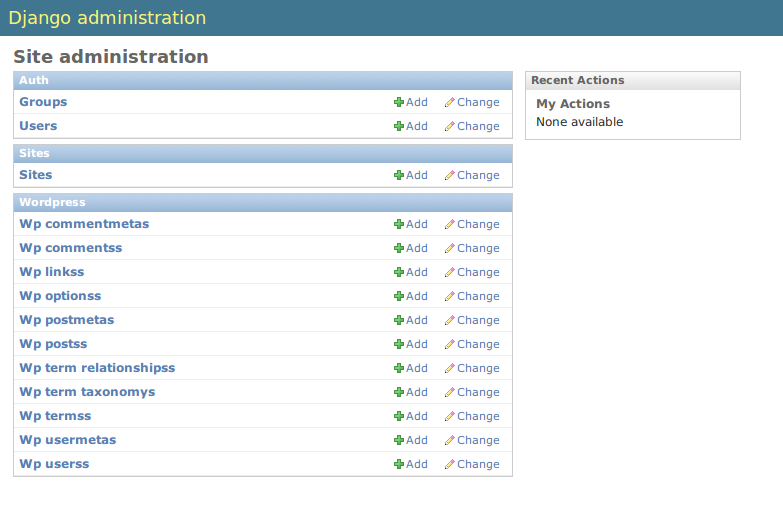 Django administration
Site administration
Auth
Groups Add Change
Users Add Change
Sites
Sites Add Change
Wordpress
Wp commentmetas Add Change
Wp commentss Add Change
Wp linkss Add Change
Wp optionss Add Change
Wp postmetas Add Change
Wp postss Add Change
Wp term relationshipss Add Change
Wp term taxonomys Add Change
Wp termss Add Change
Wp usermetas Add Change
Wp userss Add Change
Recent Actions
My Actions
None available